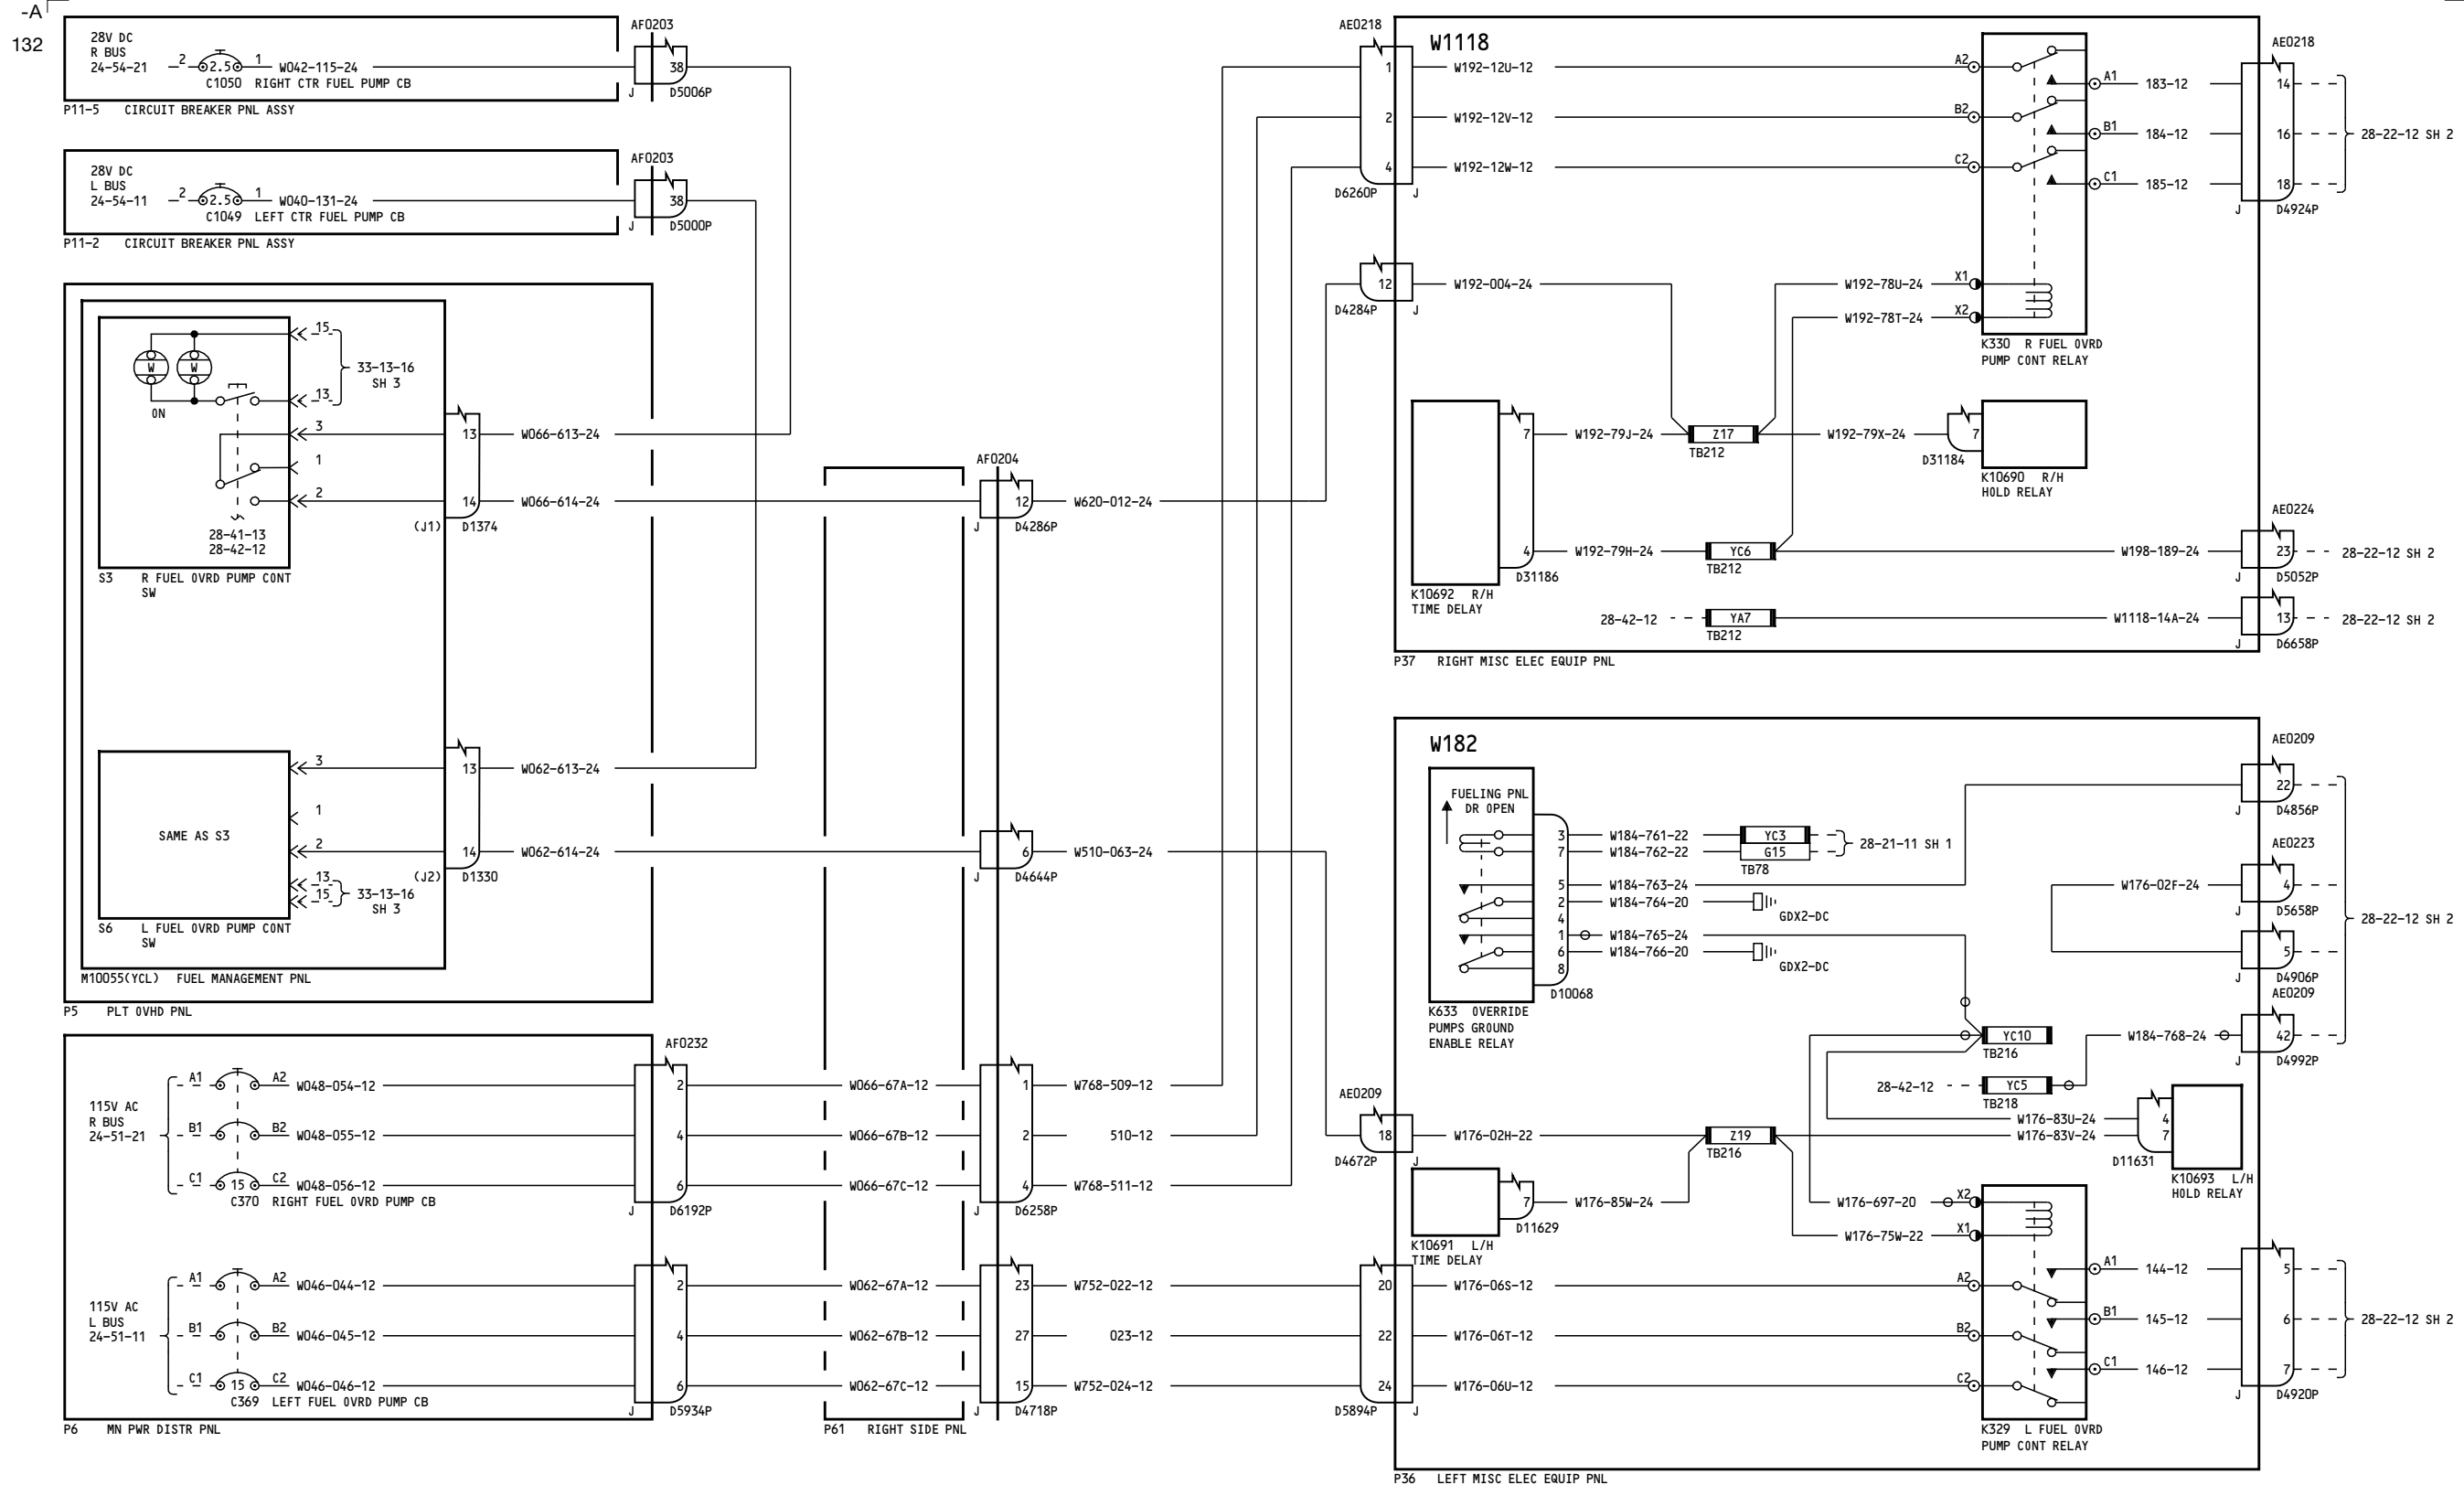 -A
132
28V DC
R BUS
24-54-21
2
2.5
1
W042-115-24
C1050 RIGHT CTR FUEL PUMP CB
P11-5 CIRCUIT BREAKER PNL ASSY
AF0203
38
J
D5006P
28V DC
L BUS
24-54-11
2
2.5
1
W040-131-24
C1049 LEFT CTR FUEL PUMP CB
P11-2 CIRCUIT BREAKER PNL ASSY
AF0203
38
J
D5000P
W
W
ON
15
13
33-13-16
SH 3
3
1
2
28-41-13
28-42-12
S3 R FUEL OVRD PUMP CONT
SW
13
W066-613-24
14
W066-614-24
(J1)
D1374
SAME AS S3
3
1
2
13
15
33-13-16
SH 3
S6 L FUEL OVRD PUMP CONT
SW
13
W062-613-24
14
W062-614-24
(J2)
D1330
M10055(YCL) FUEL MANAGEMENT PNL
P5 PLT OVHD PNL
AF0204
12
W620-012-24
J
D4286P
6
W510-063-24
J
D4644P
115V AC
R BUS
24-51-21
A1
A2
W048-054-12
B1
B2
W048-055-12
C1
15
C2
W048-056-12
C370 RIGHT FUEL OVRD PUMP CB
AF0232
2
4
6
J
D6192P
W066-67A-12
W066-67B-12
W066-67C-12
1
2
4
J
D6258P
W768-509-12
510-12
W768-511-12
115V AC
L BUS
24-51-11
A1
A2
W046-044-12
B1
B2
W046-045-12
C1
15
C2
W046-046-12
C369 LEFT FUEL OVRD PUMP CB
2
4
6
J
D5934P
W062-67A-12
W062-67B-12
W062-67C-12
23
27
15
J
D4718P
W752-022-12
023-12
W752-024-12
P6 MN PWR DISTR PNL
P61 RIGHT SIDE PNL
AE0218
W1118
1
W192-12U-12
2
W192-12V-12
4
W192-12W-12
D6260P
J
A2
B2
C2
A1
183-12
B1
184-12
C1
185-12
AE0218
14
16
18
J
D4924P
28-22-12 SH 2
12
W192-004-24
D4284P
J
W192-78U-24
X1
W192-78T-24
X2
K330 R FUEL OVRD
PUMP CONT RELAY
7
W192-79J-24
Z17
TB212
W192-79X-24
7
D31184
K10690 R/H
HOLD RELAY
4
W192-79H-24
YC6
TB212
W198-189-24
AE0224
23
28-22-12 SH 2
J
D5052P
D31186
K10692 R/H
TIME DELAY
28-42-12
YA7
TB212
W1118-14A-24
13
28-22-12 SH 2
J
D6658P
P37 RIGHT MISC ELEC EQUIP PNL
W182
FUELING PNL
DR OPEN
3
W184-761-22
YC3
7
W184-762-22
G15
TB78
28-21-11 SH 1
5
W184-763-24
2
W184-764-20
GDX2-DC
4
1
W184-765-24
6
W184-766-20
GDX2-DC
8
D10068
K633 OVERRIDE
PUMPS GROUND
ENABLE RELAY
AE0209
22
J
D4856P
AE0223
W176-02F-24
4
J
D5658P
28-22-12 SH 2
5
J
D4906P
AE0209
YC10
TB216
W184-768-24
42
J
D4992P
28-42-12
YC5
TB218
W176-83U-24
4
W176-83V-24
7
D11631
K10693 L/H
HOLD RELAY
AE0209
18
W176-02H-22
D4672P
J
Z19
TB216
7
W176-85W-24
D11629
K10691 L/H
TIME DELAY
W176-697-20
X2
W176-75W-22
X1
20
W176-06S-12
22
W176-06T-12
24
W176-06U-12
D5894P
J
A2
B2
C2
A1
144-12
B1
145-12
C1
146-12
K329 L FUEL OVRD
PUMP CONT RELAY
5
6
7
J
D4920P
28-22-12 SH 2
P36 LEFT MISC ELEC EQUIP PNL